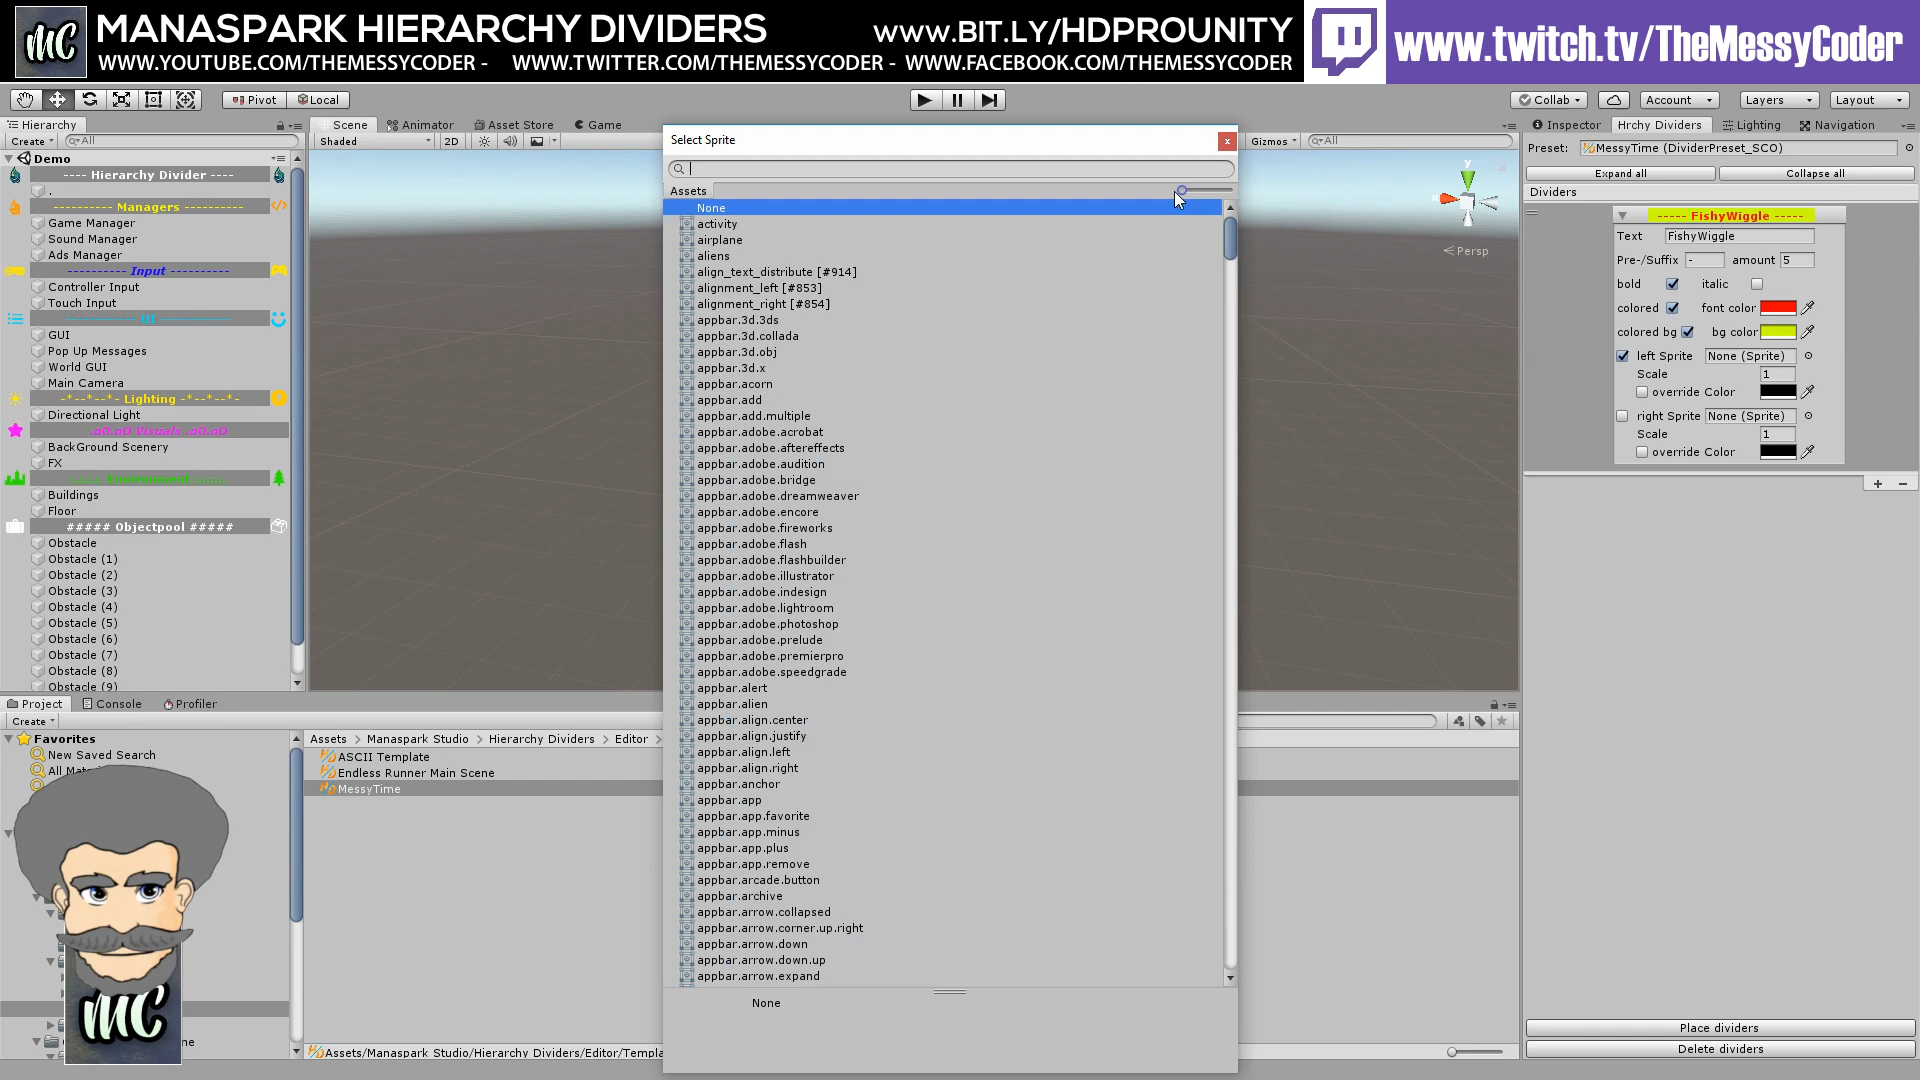 MC
MANASPARK HIERARCHY DIVIDERS
WWW.BIT.LY/HDPROUNITY
WWW.YOUTUBE.COM/THEMESSYCODER - WWW.TWITTER.COM/THEMESSYCODER - WWW.FACEBOOK.COM/THEMESSYCODER
www.twitch.tv/TheMessyCoder
Pivot
Local
Collab
Account
Layers
Layout
Hierarchy
Create
All
Demo
---- Hierarchy Divider ----
.
---------- Managers ----------
Game Manager
Sound Manager
Ads Manager
---------- Input ----------
Controller Input
Touch Input
GUI
Pop Up Messages
World GUI
Main Camera
-*--*--*- Lighting -*--*--*-
Directional Light
.oO.oO Visuals .oO.oO
BackGround Scenery
FX
Buildings
Floor
##### Objectpool #####
Obstacle
Obstacle (1)
Obstacle (2)
Obstacle (3)
Obstacle (4)
Obstacle (5)
Obstacle (6)
Obstacle (7)
Obstacle (8)
Obstacle (9)
Scene
Animator
Asset Store
Game
Shaded
2D
Gizmos
All
y
x
Persp
Select Sprite
Assets
None
activity
airplane
aliens
align_text_distribute [#914]
alignment_left [#853]
alignment_right [#854]
appbar.3d.3ds
appbar.3d.collada
appbar.3d.obj
appbar.3d.x
appbar.acorn
appbar.add
appbar.add.multiple
appbar.adobe.acrobat
appbar.adobe.aftereffects
appbar.adobe.audition
appbar.adobe.bridge
appbar.adobe.dreamweaver
appbar.adobe.encore
appbar.adobe.fireworks
appbar.adobe.flash
appbar.adobe.flashbuilder
appbar.adobe.illustrator
appbar.adobe.indesign
appbar.adobe.lightroom
appbar.adobe.photoshop
appbar.adobe.prelude
appbar.adobe.premierpro
appbar.adobe.speedgrade
appbar.alert
appbar.alien
appbar.align.center
appbar.align.justify
appbar.align.left
appbar.align.right
appbar.anchor
appbar.app
appbar.app.favorite
appbar.app.minus
appbar.app.plus
appbar.app.remove
appbar.arcade.button
appbar.archive
appbar.arrow.collapsed
appbar.arrow.corner.up.right
appbar.arrow.down
appbar.arrow.down.up
appbar.arrow.expand
None
Inspector
Hrchy Dividers
Lighting
Navigation
Preset:
MessyTime (DividerPreset_SCO)
Expand all
Collapse all
Dividers
----- FishyWiggle -----
Text FishyWiggle
Pre-/Suffix - amount 5
bold italic
colored font color
colored bg bg color
left Sprite None (Sprite)
Scale 1
override Color
right Sprite None (Sprite)
Scale 1
override Color
+ -
Place dividers
Delete dividers
Project
Console
Profiler
Create
Favorites
New Saved Search
Assets > Manaspark Studio > Hierarchy Dividers > Editor >
ASCII Template
Endless Runner Main Scene
MessyTime
MC
Assets/Manaspark Studio/Hierarchy Dividers/Editor/Templa